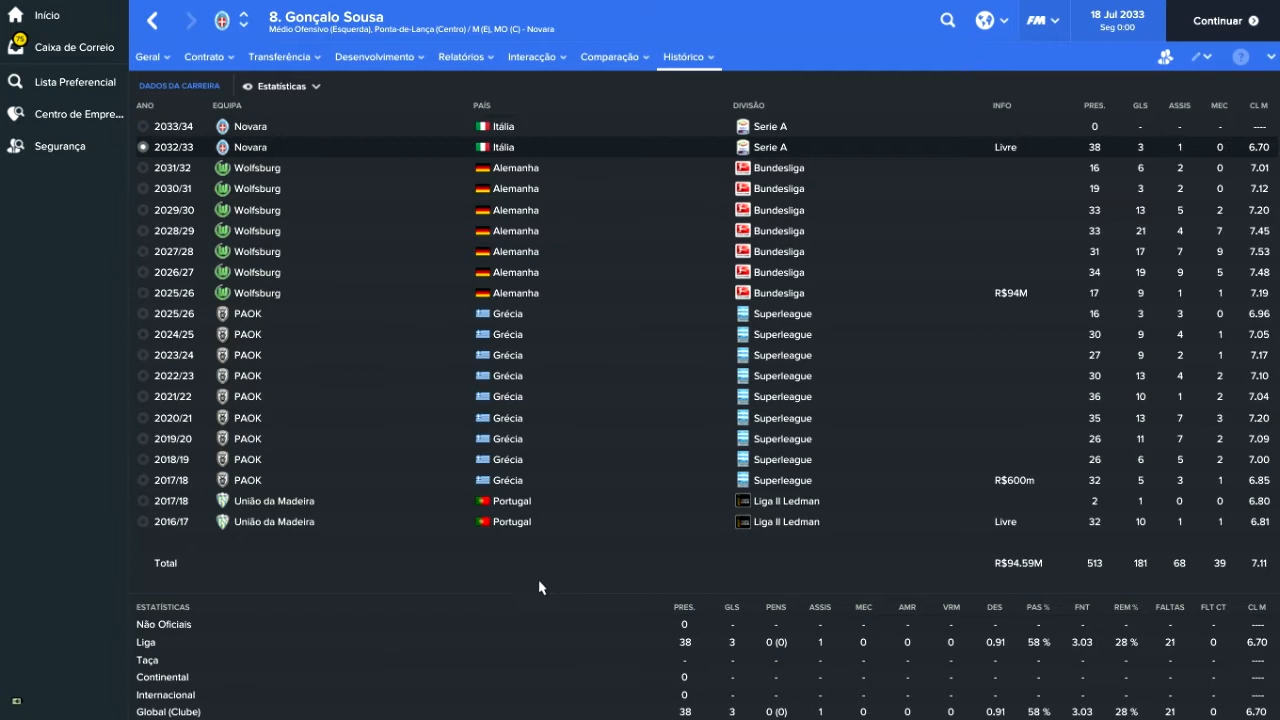 Início
75
Caixa de Correio
Lista Preferencial
Centro de Empre...
Segurança
8. Gonçalo Sousa
Médio Ofensivo (Esquerda), Ponta-de-Lança (Centro) / M (E), MO (C) - Novara
FM
18 Jul 2033
Seg 0:00
Continuar
Geral Contrato Transferência Desenvolvimento Relatórios Interacção Comparação Histórico
DADOS DA CARREIRA Estatísticas
ANO EQUIPA PAÍS DIVISÃO INFO PRES. GLS ASSIS MEC CL M
2033/34 Novara Itália Serie A 0 - - - ----
2032/33 Novara Itália Serie A Livre 38 3 1 0 6.70
2031/32 Wolfsburg Alemanha Bundesliga 16 6 2 0 7.01
2030/31 Wolfsburg Alemanha Bundesliga 19 3 2 0 7.12
2029/30 Wolfsburg Alemanha Bundesliga 33 13 5 2 7.20
2028/29 Wolfsburg Alemanha Bundesliga 33 21 4 7 7.45
2027/28 Wolfsburg Alemanha Bundesliga 31 17 7 9 7.53
2026/27 Wolfsburg Alemanha Bundesliga 34 19 9 5 7.48
2025/26 Wolfsburg Alemanha Bundesliga R$94M 17 9 1 1 7.19
2025/26 PAOK Grécia Superleague 16 3 3 0 6.96
2024/25 PAOK Grécia Superleague 30 9 4 1 7.05
2023/24 PAOK Grécia Superleague 27 9 2 1 7.17
2022/23 PAOK Grécia Superleague 30 13 4 2 7.10
2021/22 PAOK Grécia Superleague 36 10 1 2 7.04
2020/21 PAOK Grécia Superleague 35 13 7 3 7.20
2019/20 PAOK Grécia Superleague 26 11 7 2 7.09
2018/19 PAOK Grécia Superleague 26 6 5 2 7.00
2017/18 PAOK Grécia Superleague R$600m 32 5 3 1 6.85
2017/18 União da Madeira Portugal Liga II Ledman 2 1 0 0 6.80
2016/17 União da Madeira Portugal Liga II Ledman Livre 32 10 1 1 6.81
Total R$94.59M 513 181 68 39 7.11
ESTATÍSTICAS PRES. GLS PENS ASSIS MEC AMR VRM DES PAS % FNT REM % FALTAS FLT CT CL M
Não Oficiais 0 - - - - - - - - - - - - ----
Liga 38 3 0 (0) 1 0 0 0 0.91 58 % 3.03 28 % 21 0 6.70
Taça - - - - - - - - - - - - - ----
Continental 0 - - - - - - - - - - - - ----
Internacional 0 - - - - - - - - - - - - ----
Global (Clube) 38 3 0 (0) 1 0 0 0 0.91 58 % 3.03 28 % 21 0 6.70